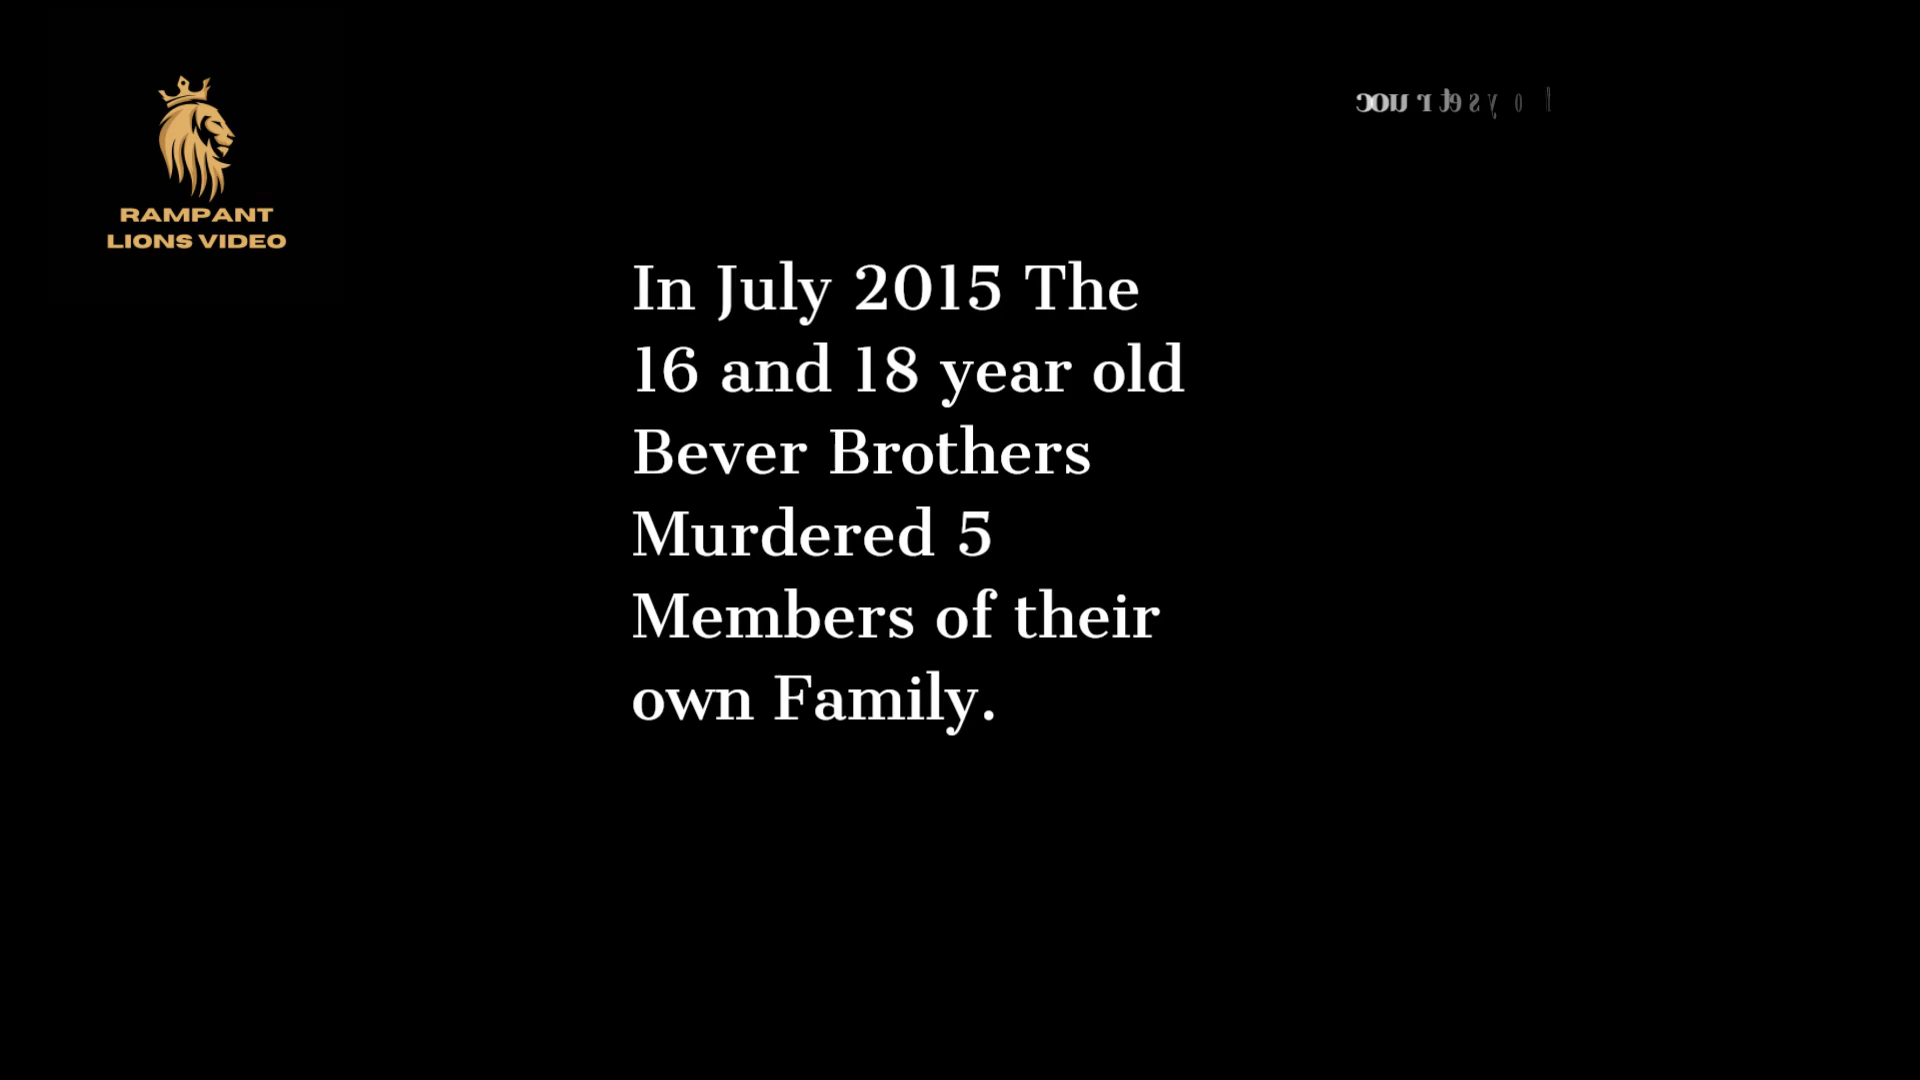 RAMPANT
LIONS VIDEO
In July 2015 The
16 and 18 year old
Bever Brothers
Murdered 5
Members of their
own Family.